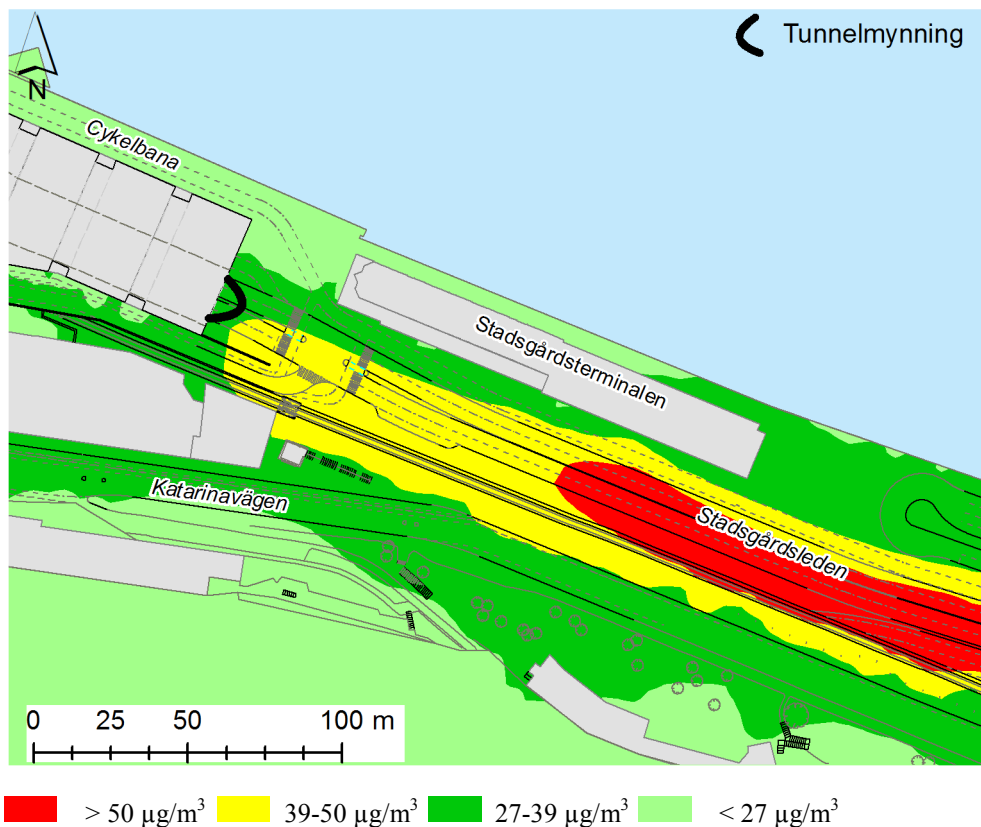 Tunnelmynning
N
Cykelbana
Stadsgårdsterminalen
Stadsgårdsleden
Katarinavägen
0 25 50 100 m
> 50 µg/m³ 39-50 µg/m³ 27-39 µg/m³ < 27 µg/m³